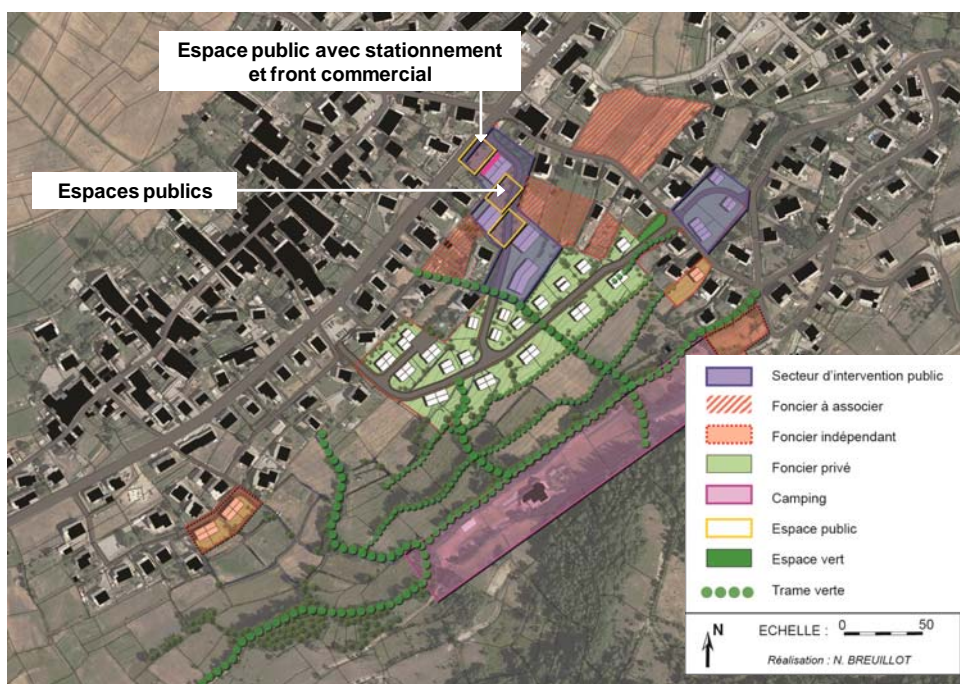 Espace public avec stationnement
et front commercial
Espaces publics
Secteur d'intervention public
Foncier à associer
Foncier indépendant
Foncier privé
Camping
Espace public
Espace vert
Trame verte
N
ECHELLE : 0 50
Réalisation : N. BREUILLOT